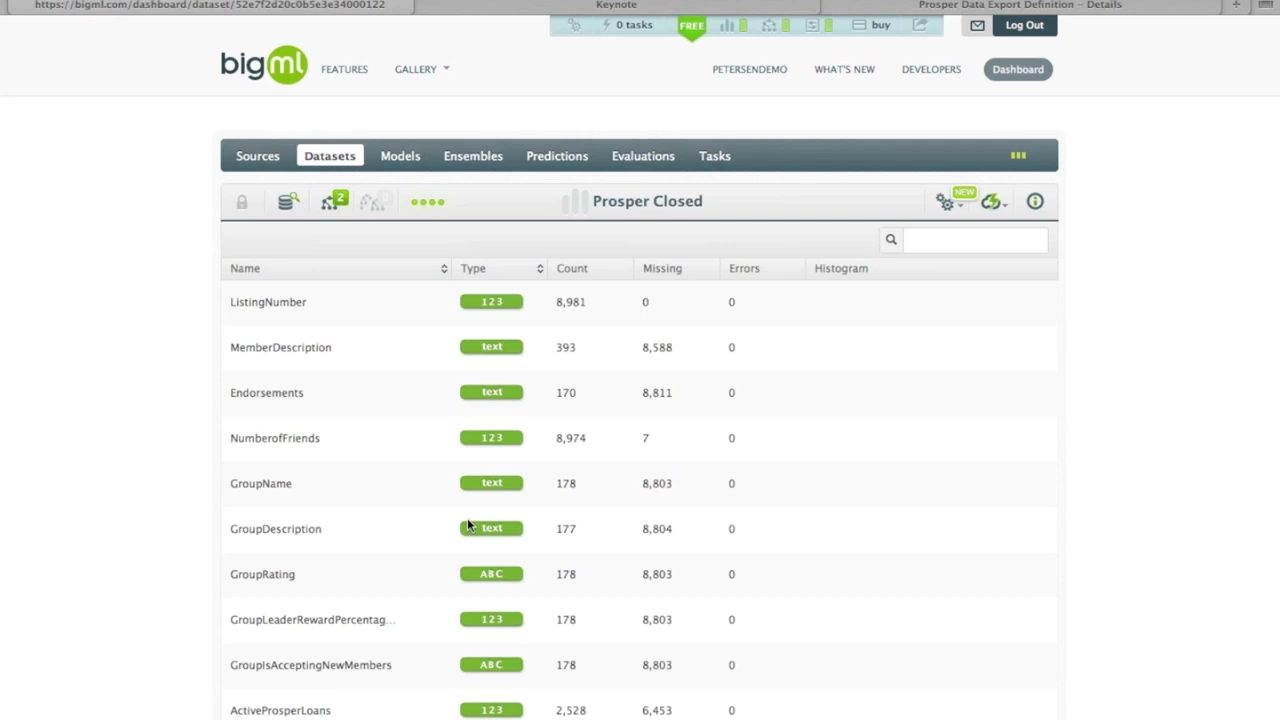 https://bigml.com/dashboard/dataset/52e7f2d20c0b5e3e34000122 Keynote Prosper Data Export Definition – Details +
0 tasks FREE buy Log Out
bigml FEATURES GALLERY PETERSENDEMO WHAT'S NEW DEVELOPERS Dashboard
Sources Datasets Models Ensembles Predictions Evaluations Tasks
2 Prosper Closed NEW
Name Type Count Missing Errors Histogram
ListingNumber 123 8,981 0 0
MemberDescription text 393 8,588 0
Endorsements text 170 8,811 0
NumberofFriends 123 8,974 7 0
GroupName text 178 8,803 0
GroupDescription text 177 8,804 0
GroupRating ABC 178 8,803 0
GroupLeaderRewardPercentag... 123 178 8,803 0
GroupIsAcceptingNewMembers ABC 178 8,803 0
ActiveProsperLoans 123 2,528 6,453 0